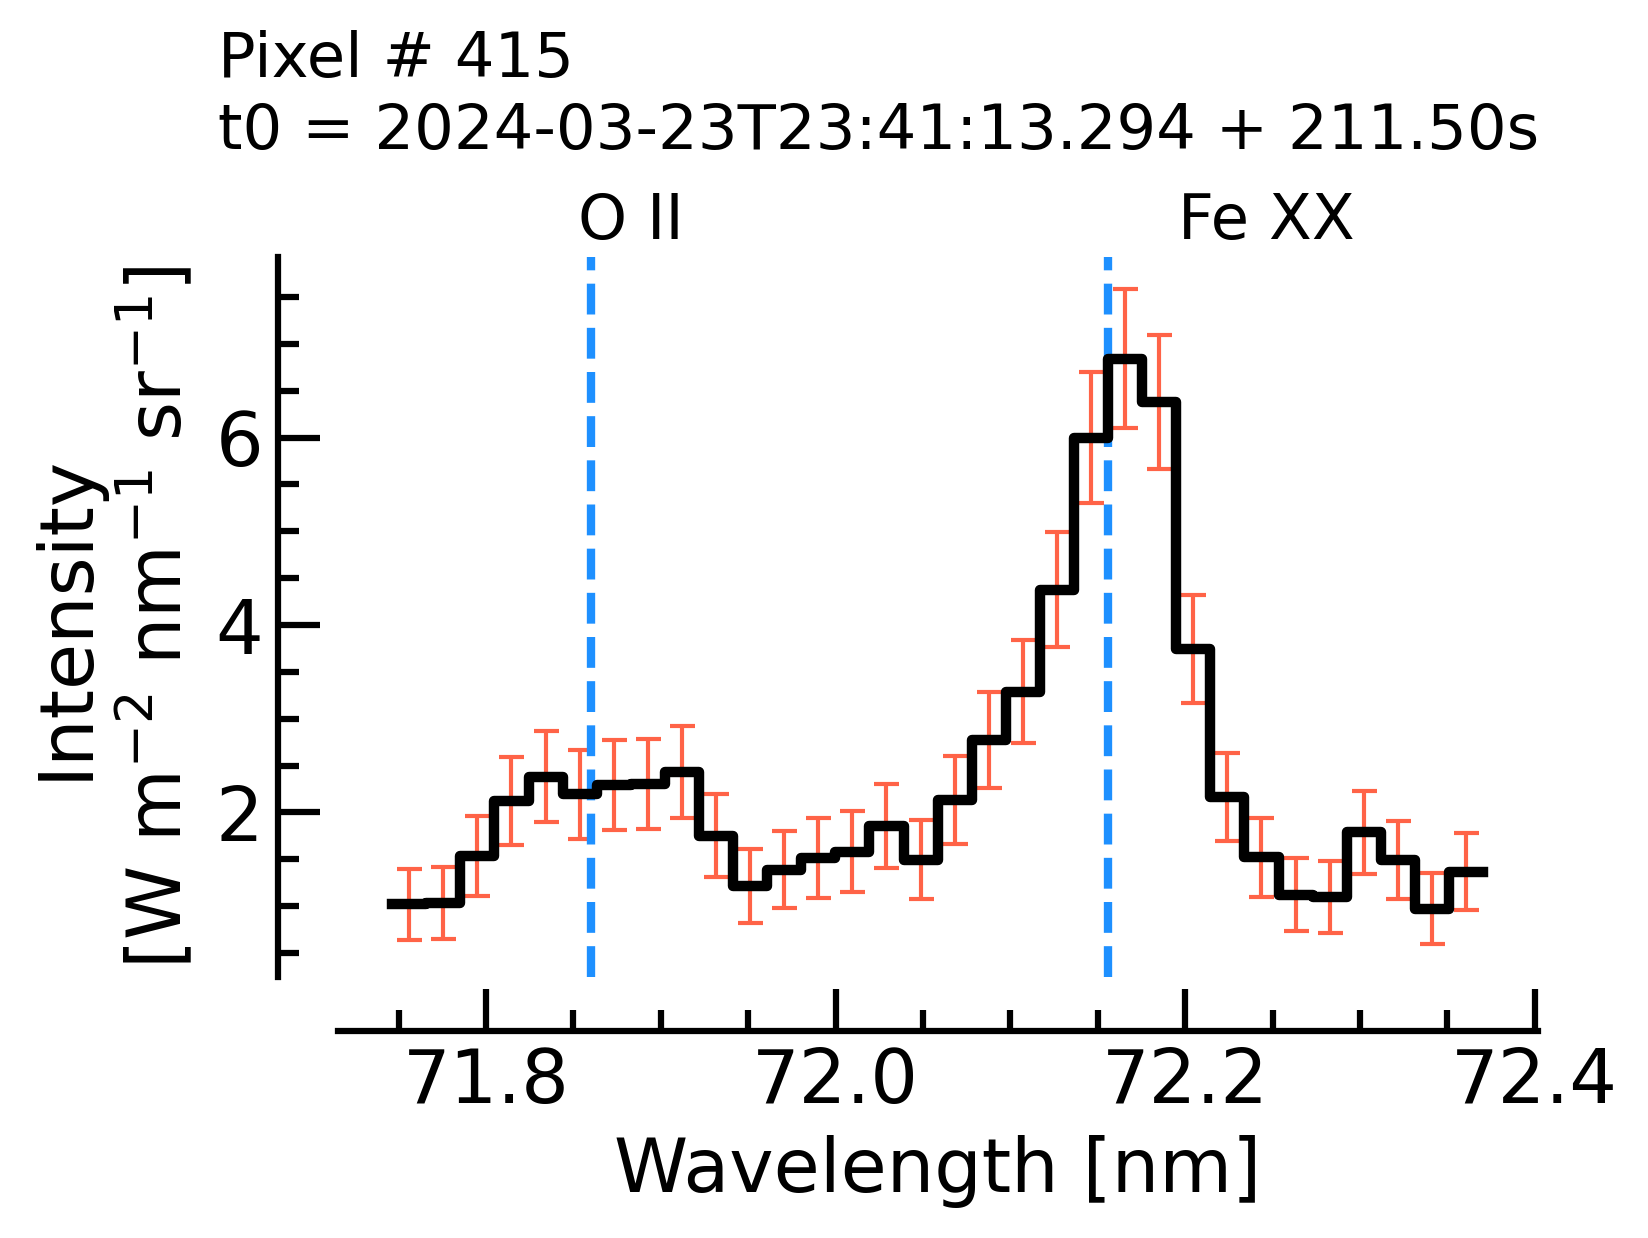 Pixel # 415
t0 = 2024-03-23T23:41:13.294 + 211.50s
O II
Fe XX
Intensity
[W m⁻² nm⁻¹ sr⁻¹]
6
4
2
71.8
72.0
72.2
72.4
Wavelength [nm]